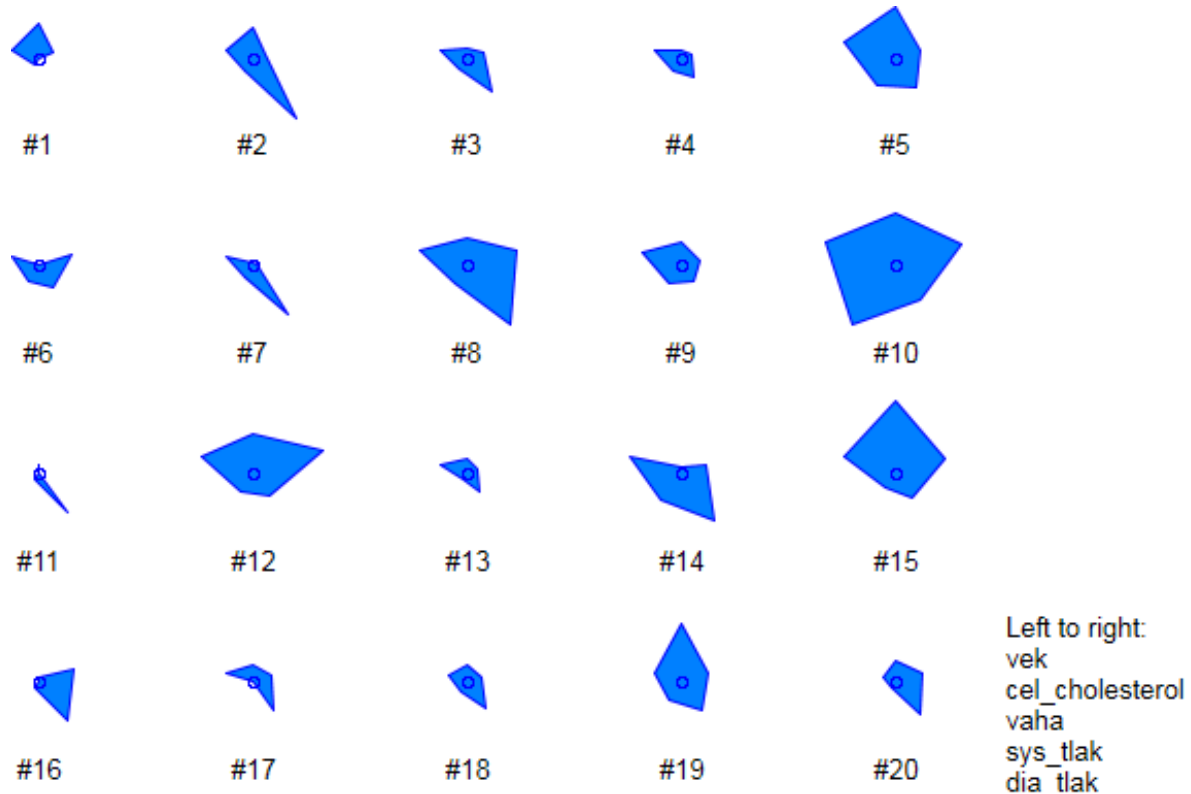 #1 #2 #3 #4 #5
#6 #7 #8 #9 #10
#11 #12 #13 #14 #15
#16 #17 #18 #19 #20
Left to right:
vek
cel_cholesterol
vaha
sys_tlak
dia_tlak